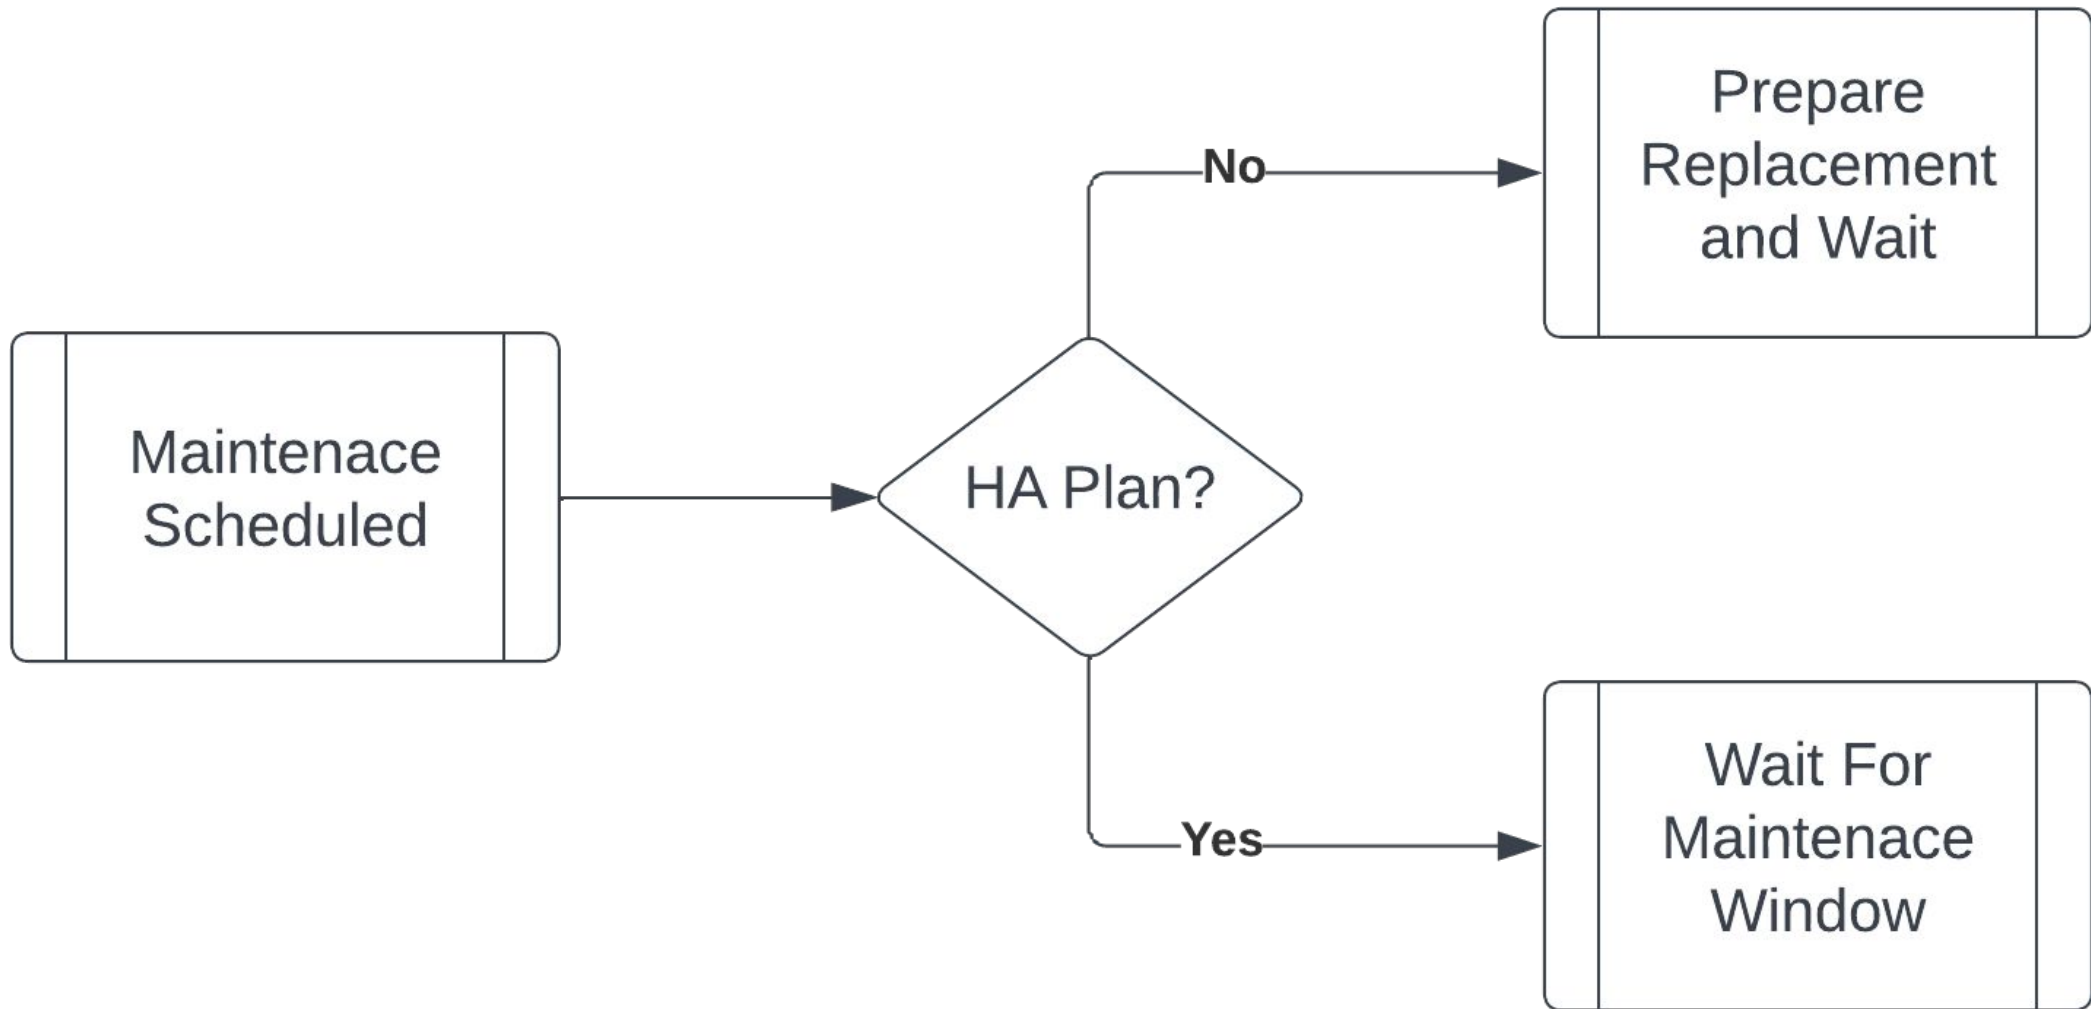 Maintenace
Scheduled
HA Plan?
No
Prepare
Replacement
and Wait
Yes
Wait For
Maintenace
Window